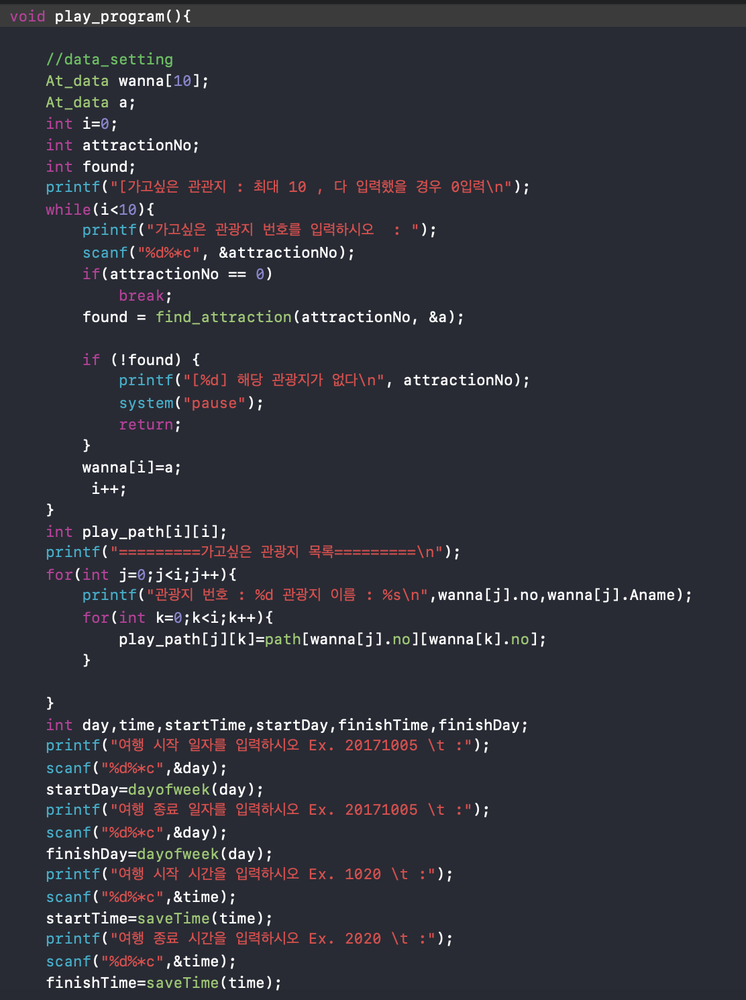 void play_program(){
//data_setting
At_data wanna[10];
At_data a;
int i=0;
int attractionNo;
int found;
printf("[가고싶은 관관지 : 최대 10 , 다 입력했을 경우 0입력\n");
while(i<10){
printf("가고싶은 관광지 번호를 입력하시오  : ");
scanf("%d%*c", &attractionNo);
if(attractionNo == 0)
break;
found = find_attraction(attractionNo, &a);
if (!found) {
printf("[%d] 해당 관광지가 없다\n", attractionNo);
system("pause");
return;
}
wanna[i]=a;
i++;
}
int play_path[i][i];
printf("=========가고싶은 관광지 목록=========\n");
for(int j=0;j<i;j++){
printf("관광지 번호 : %d 관광지 이름 : %s\n",wanna[j].no,wanna[j].Aname);
for(int k=0;k<i;k++){
play_path[j][k]=path[wanna[j].no][wanna[k].no];
}
}
int day,time,startTime,startDay,finishTime,finishDay;
printf("여행 시작 일자를 입력하시오 Ex. 20171005 \t :");
scanf("%d%*c",&day);
startDay=dayofweek(day);
printf("여행 종료 일자를 입력하시오 Ex. 20171005 \t :");
scanf("%d%*c",&day);
finishDay=dayofweek(day);
printf("여행 시작 시간을 입력하시오 Ex. 1020 \t :");
scanf("%d%*c",&time);
startTime=saveTime(time);
printf("여행 종료 시간을 입력하시오 Ex. 2020 \t :");
scanf("%d%*c",&time);
finishTime=saveTime(time);